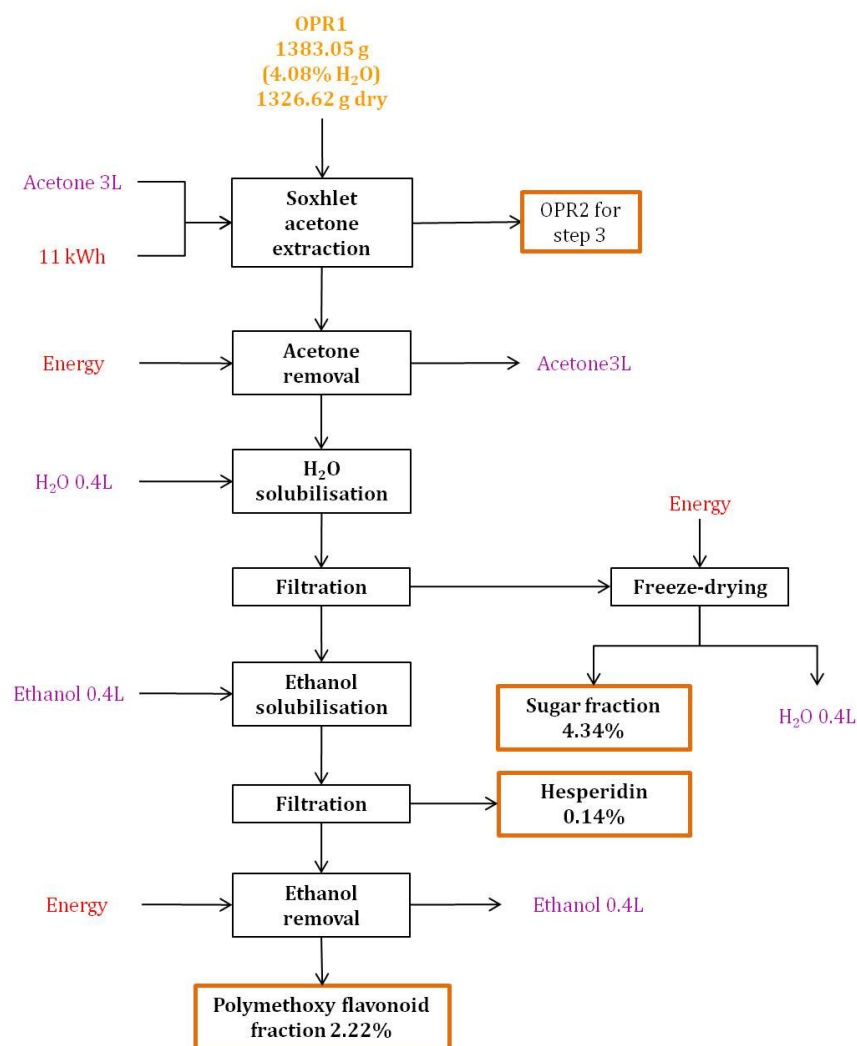 OPR1
1383.05 g
(4.08% H₂O)
1326.62 g dry
Acetone 3L
11 kWh
Soxhlet
acetone
extraction
OPR2 for
step 3
Energy
Acetone
removal
Acetone3L
H₂O 0.4L
H₂O
solubilisation
Energy
Filtration
Freeze-drying
Ethanol 0.4L
Ethanol
solubilisation
Sugar fraction
4.34%
H₂O 0.4L
Filtration
Hesperidin
0.14%
Energy
Ethanol
removal
Ethanol 0.4L
Polymethoxy flavonoid
fraction 2.22%